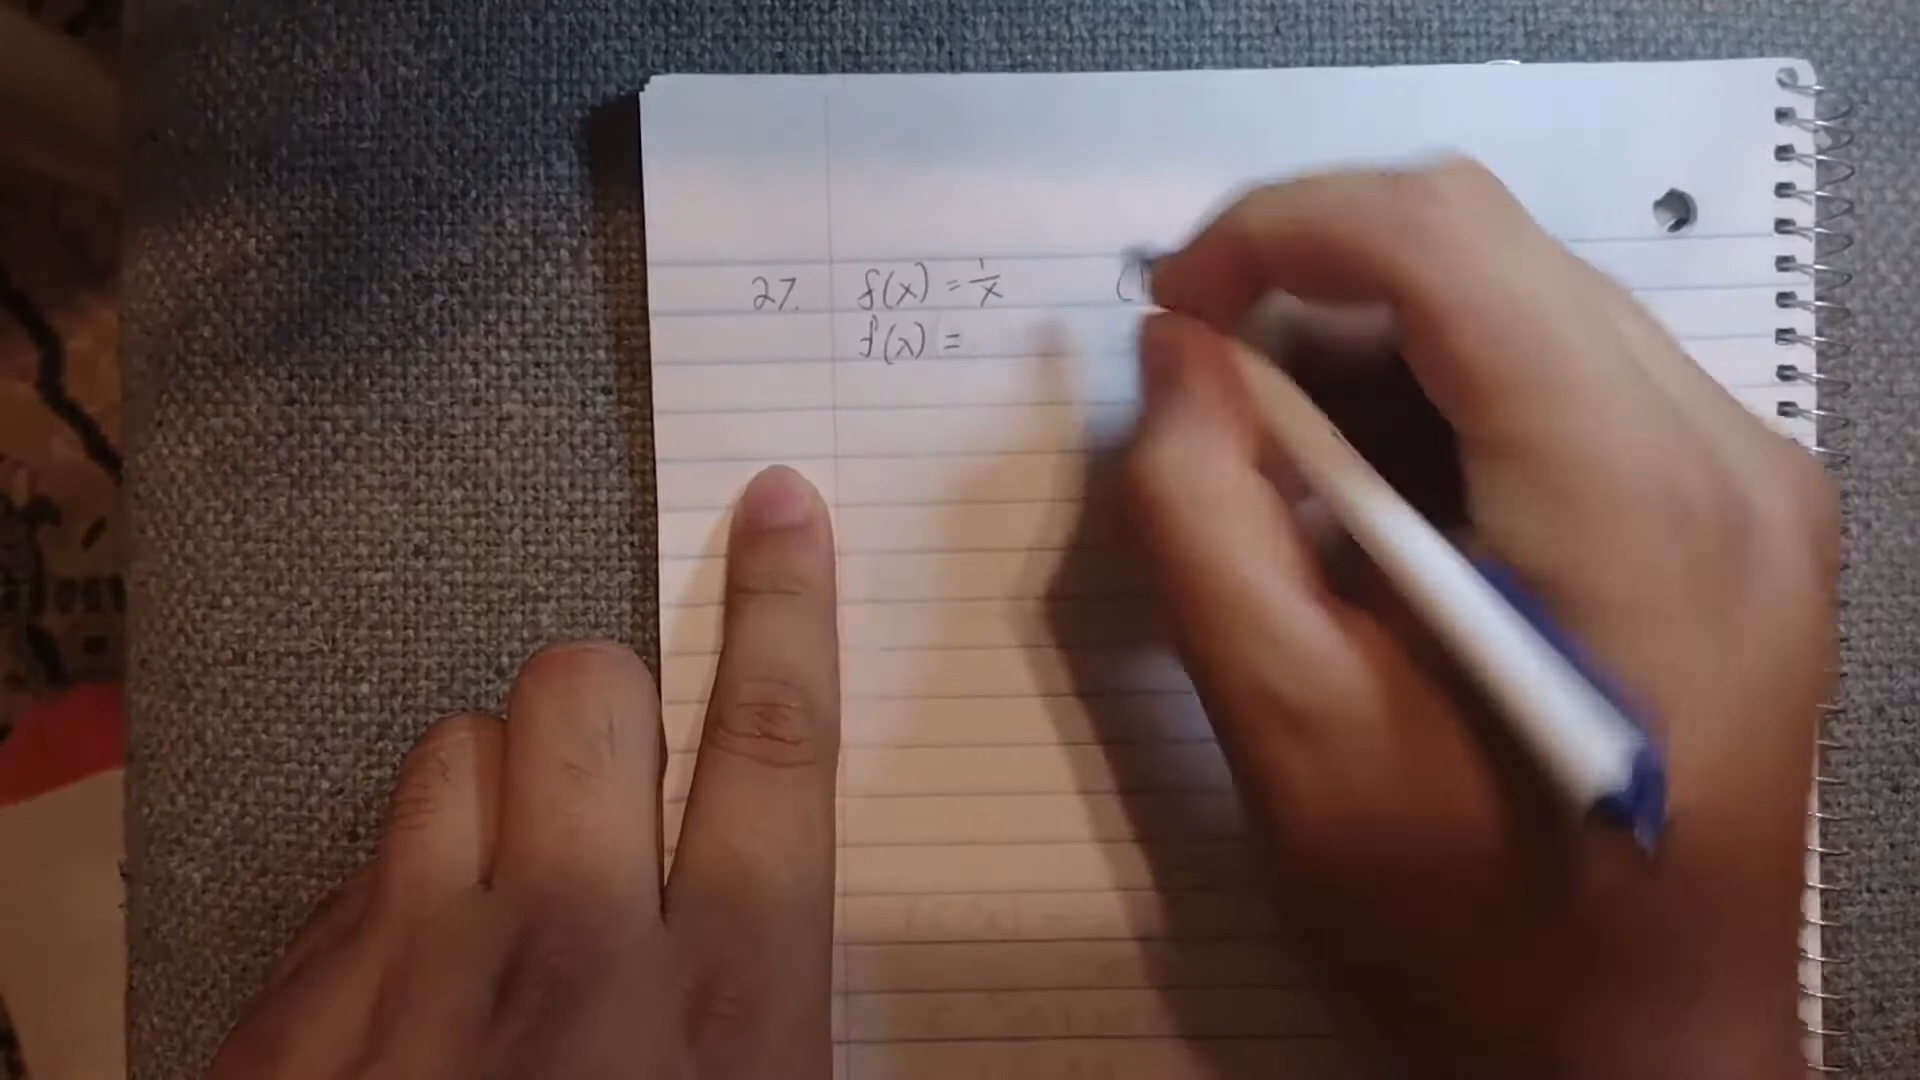 27. f(x) = 1/x (
f'(x) =